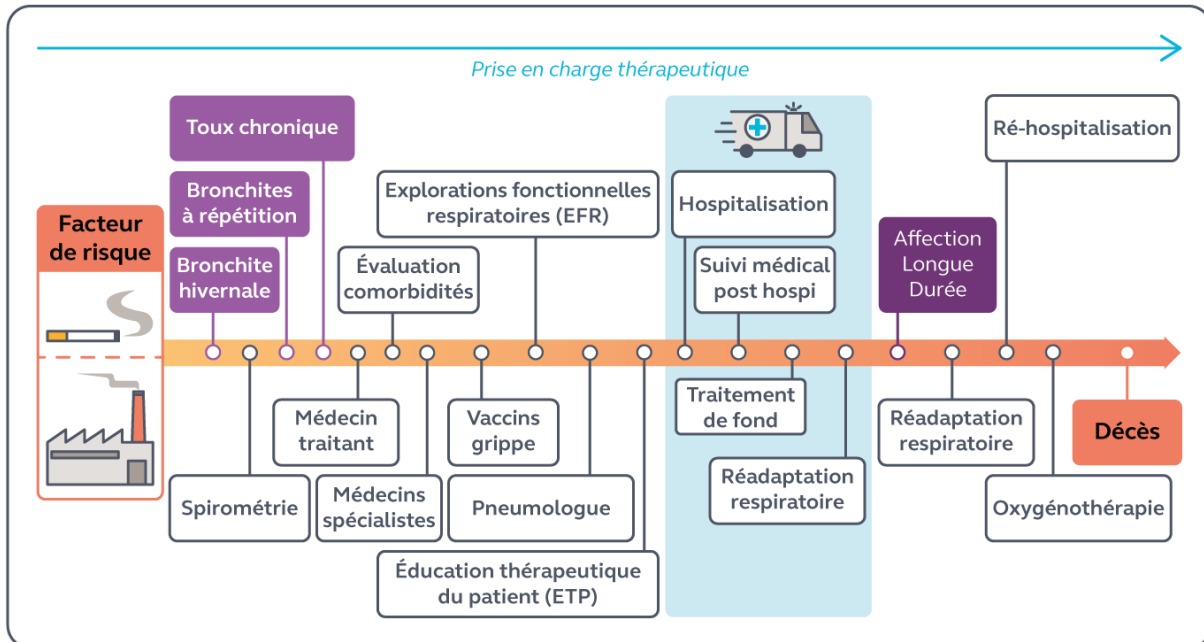 Prise en charge thérapeutique
Facteur
de risque
Toux chronique
Bronchites
à répétition
Bronchite
hivernale
Explorations fonctionnelles
respiratoires (EFR)
Évaluation
comorbidités
Hospitalisation
Suivi médical
post hospi
Affection
Longue
Durée
Ré-hospitalisation
Spirométrie
Médecin
traitant
Médecins
spécialistes
Vaccins
grippe
Pneumologue
Éducation thérapeutique
du patient (ETP)
Traitement
de fond
Réadaptation
respiratoire
Réadaptation
respiratoire
Oxygénothérapie
Décès